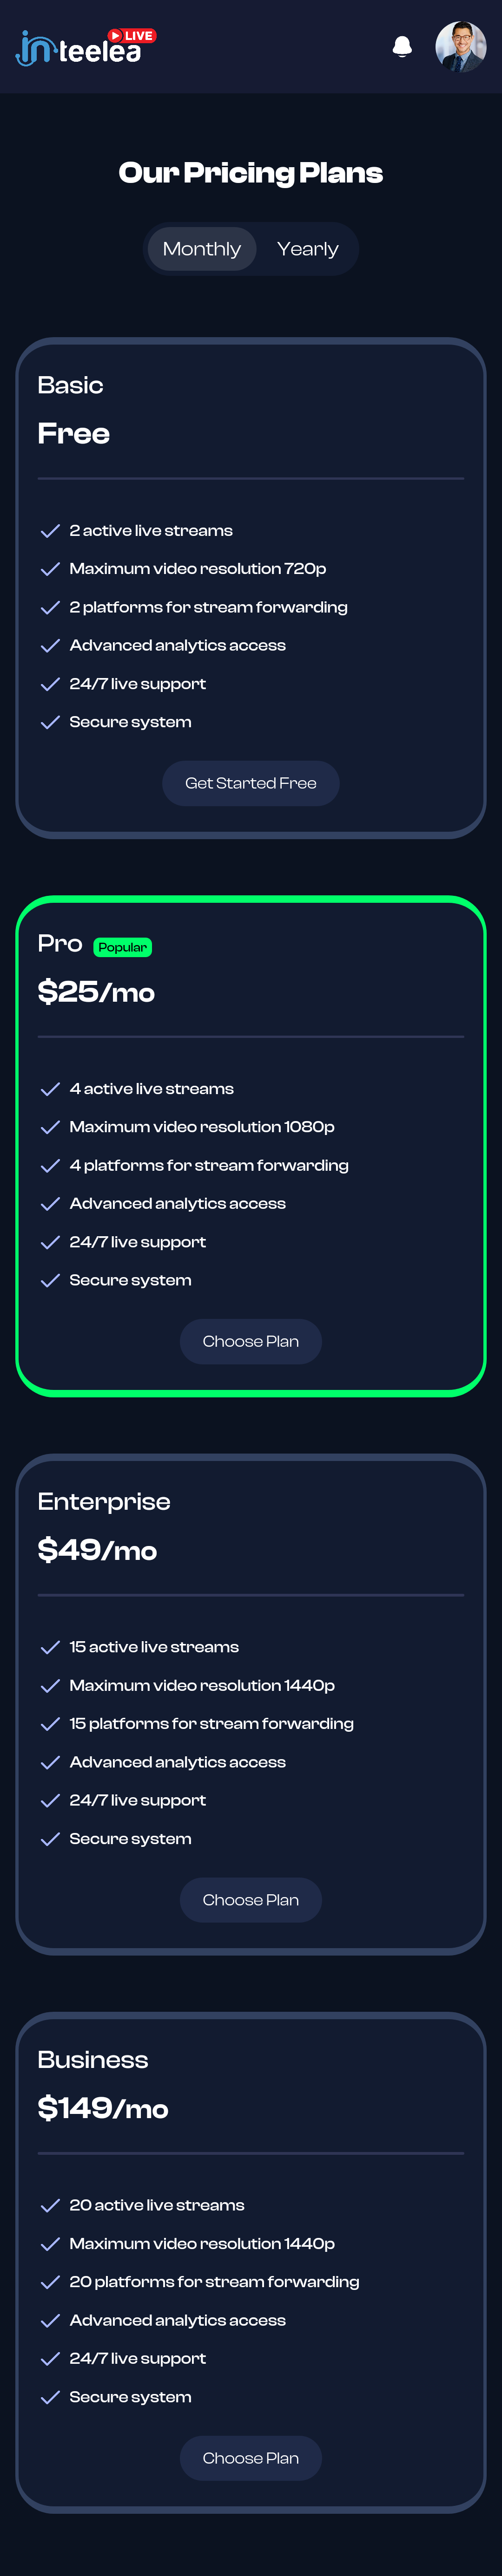 inteelea LIVE
Our Pricing Plans
Monthly Yearly
Basic
Free
2 active live streams
Maximum video resolution 720p
2 platforms for stream forwarding
Advanced analytics access
24/7 live support
Secure system
Get Started Free
Pro Popular
$25/mo
4 active live streams
Maximum video resolution 1080p
4 platforms for stream forwarding
Advanced analytics access
24/7 live support
Secure system
Choose Plan
Enterprise
$49/mo
15 active live streams
Maximum video resolution 1440p
15 platforms for stream forwarding
Advanced analytics access
24/7 live support
Secure system
Choose Plan
Business
$149/mo
20 active live streams
Maximum video resolution 1440p
20 platforms for stream forwarding
Advanced analytics access
24/7 live support
Secure system
Choose Plan